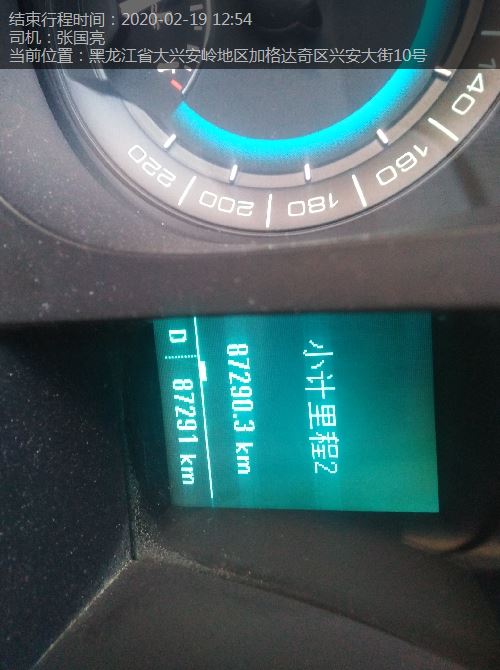 结束行程时间：2020-02-19 12:54
司机：张国亮
当前位置：黑龙江省大兴安岭地区加格达奇区兴安大街10号
140
160
180
200
220
小计里程2
87290.3 km
D 87291 km